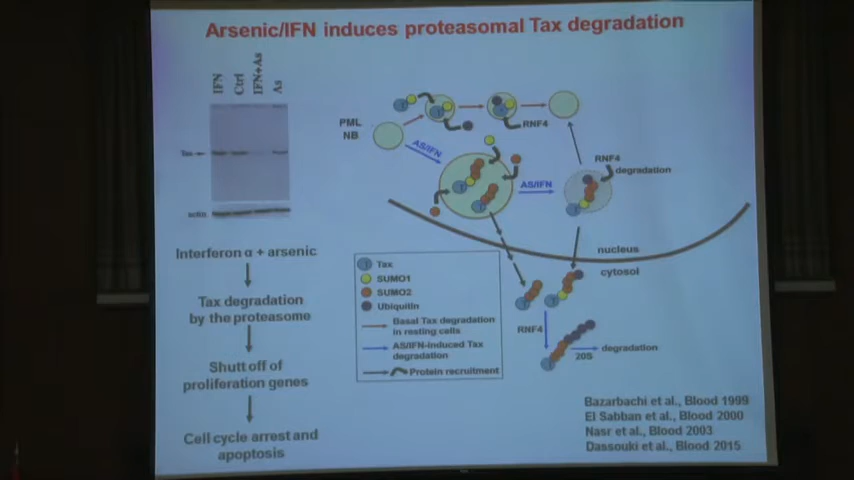 Arsenic/IFN induces proteasomal Tax degradation
IFN
Ctrl
IFN+As
As
Tax
actin
Interferon α + arsenic
Tax degradation
by the proteasome
Shutt off of
proliferation genes
Cell cycle arrest and
apoptosis
PML
NB
AS/IFN
RNF4
AS/IFN
RNF4
degradation
nucleus
cytosol
Tax
SUMO1
SUMO2
Ubiquitin
Basal Tax degradation
in resting cells
AS/IFN-induced Tax
degradation
Protein recruitment
RNF4
20S
degradation
Bazarbachi et al., Blood 1999
El Sabban et al., Blood 2000
Nasr et al., Blood 2003
Dassouki et al., Blood 2015